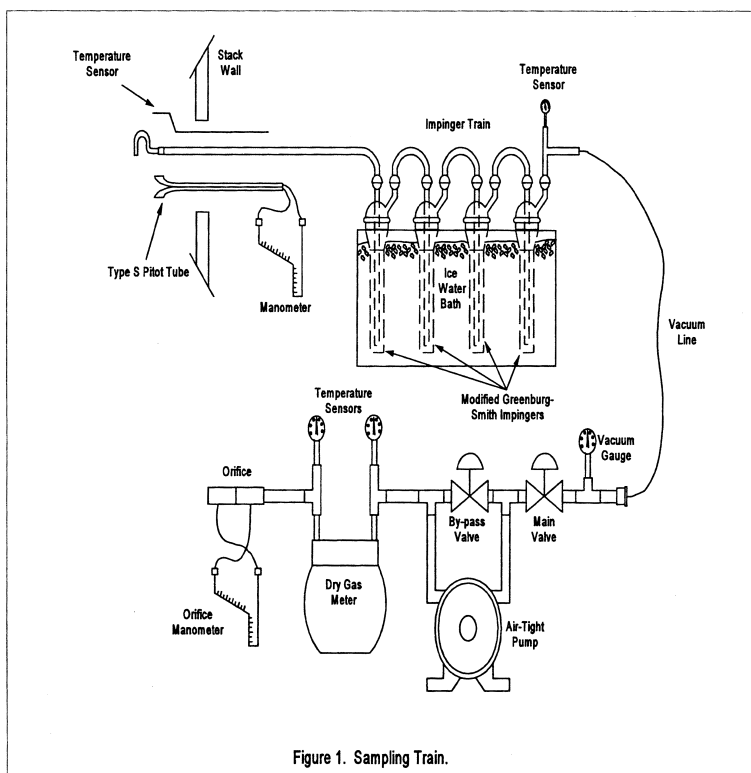 Temperature
Sensor
Stack
Wall
Temperature
Sensor
Impinger Train
Type S Pitot Tube
Manometer
Ice
Water
Bath
Vacuum
Line
Modified Greenburg-
Smith Impingers
Temperature
Sensors
Vacuum
Gauge
Orifice
By-pass
Valve
Main
Valve
Dry Gas
Meter
Orifice
Manometer
Air-Tight
Pump
Figure 1. Sampling Train.